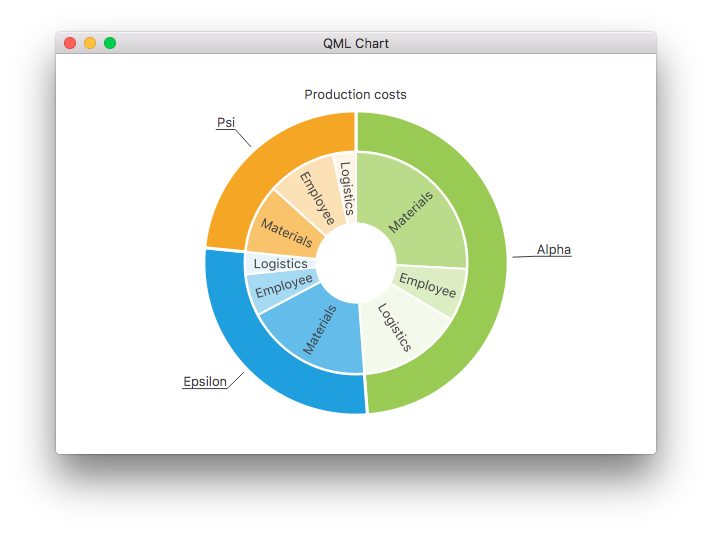 QML Chart
Production costs
Psi
Logistics
Employee
Materials
Materials
Alpha
Logistics
Employee
Employee
Materials
Logistics
Epsilon